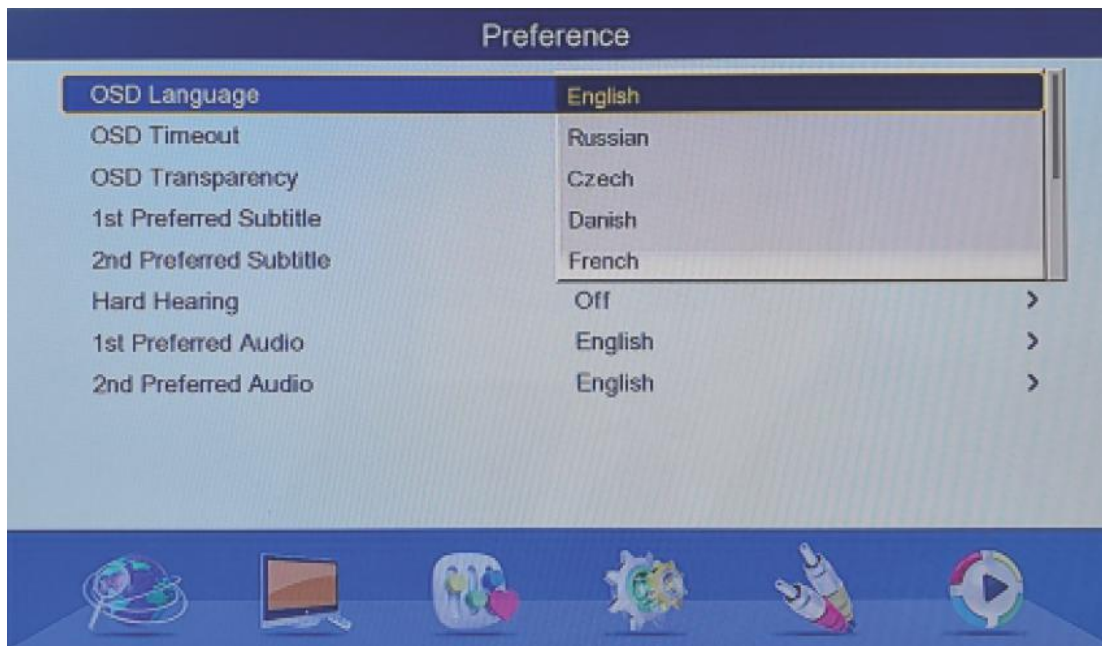 Preference
OSD Language English
OSD Timeout Russian
OSD Transparency Czech
1st Preferred Subtitle Danish
2nd Preferred Subtitle French
Hard Hearing Off >
1st Preferred Audio English >
2nd Preferred Audio English >